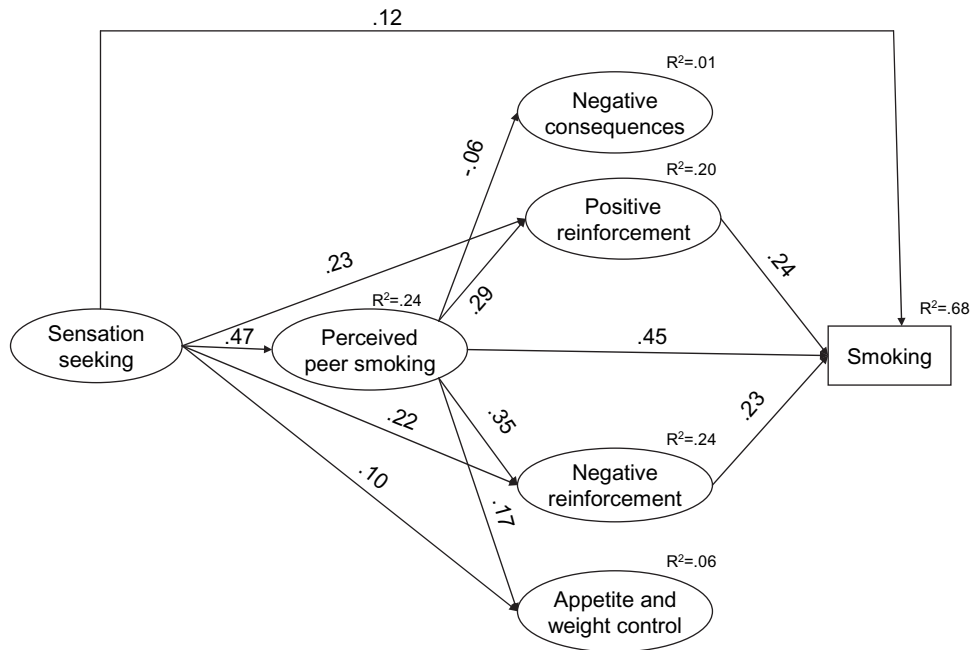 .12
R²=.01
Negative
consequences
-.06
R²=.20
Positive
reinforcement
.23
.29
.24
R²=.24
R²=.68
Sensation
seeking
.47
Perceived
peer smoking
.45
Smoking
.22
.35
.23
R²=.24
Negative
reinforcement
.10
.17
R²=.06
Appetite and
weight control